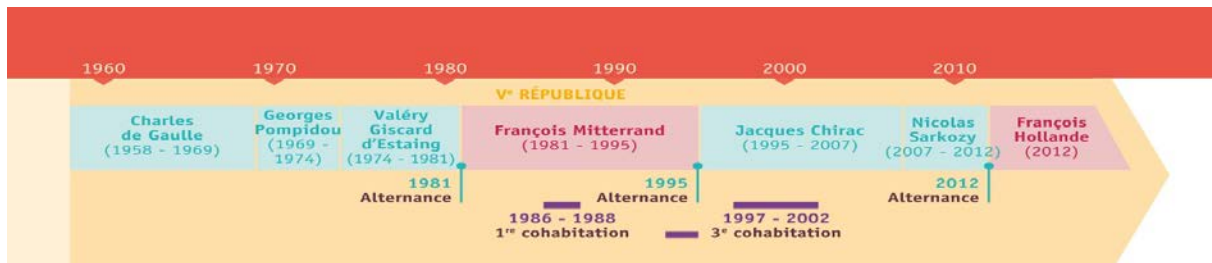 1960 1970 1980 1990 2000 2010
Vᵉ RÉPUBLIQUE
Charles
de Gaulle
(1958 - 1969)
Georges
Pompidou
(1969 -
1974)
Valéry
Giscard
d'Estaing
(1974 - 1981)
François Mitterrand
(1981 - 1995)
Jacques Chirac
(1995 - 2007)
Nicolas
Sarkozy
(2007 - 2012)
François
Hollande
(2012)
1981
Alternance
1995
Alternance
2012
Alternance
1986 - 1988
1ʳᵉ cohabitation
1997 - 2002
3ᵉ cohabitation